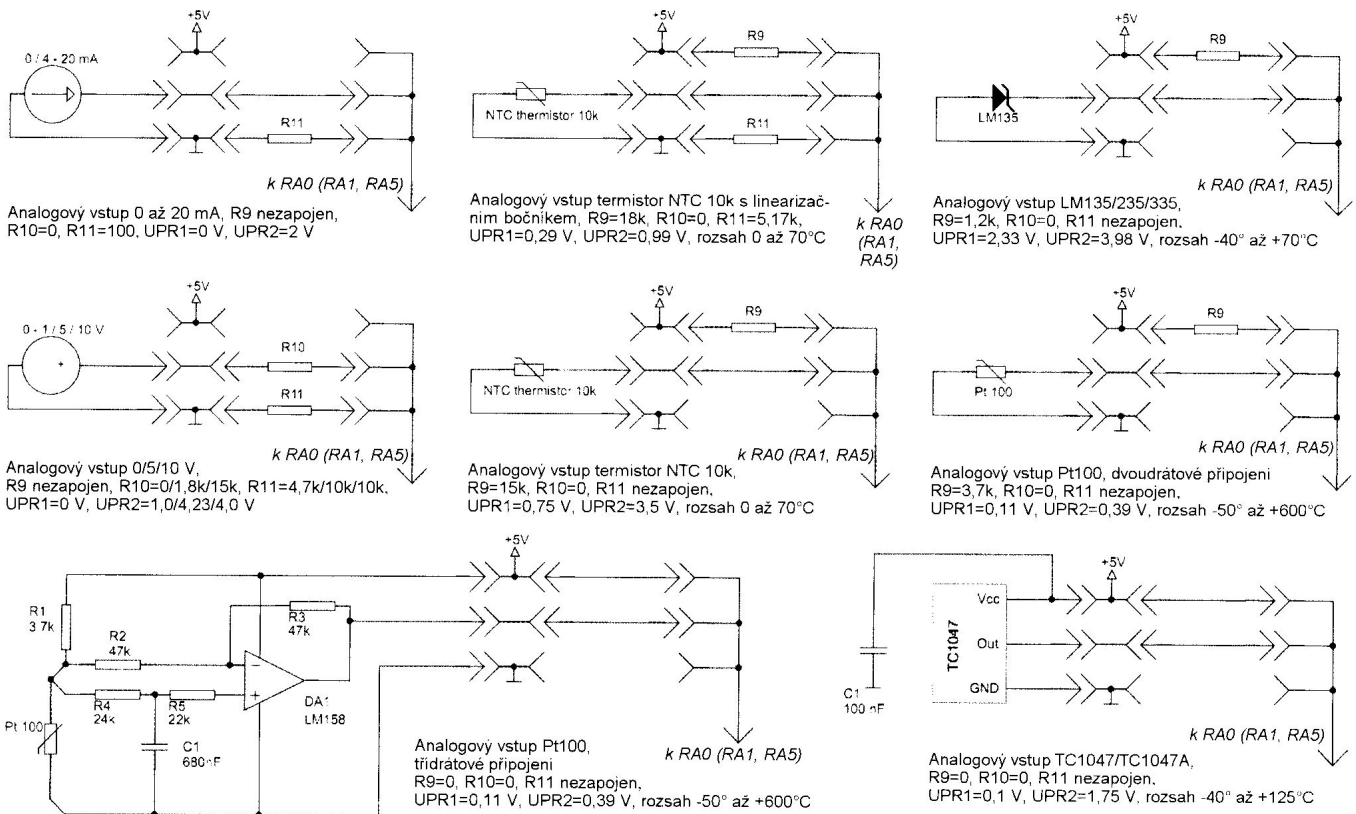 +5V
0 / 4 - 20 mA
R11
k RA0 (RA1, RA5)
Analogový vstup 0 až 20 mA, R9 nezapojen,
R10=0, R11=100, UPR1=0 V, UPR2=2 V
+5V
R9
NTC thermistor 10k
R11
Analogový vstup termistor NTC 10k s linearizač-
nim bočníkem, R9=18k, R10=0, R11=5,17k,
UPR1=0,29 V, UPR2=0,99 V, rozsah 0 až 70°C
k RA0
(RA1,
RA5)
+5V
R9
LM135
k RA0 (RA1, RA5)
Analogový vstup LM135/235/335,
R9=1,2k, R10=0, R11 nezapojen,
UPR1=2,33 V, UPR2=3,98 V, rozsah -40° až +70°C
+5V
0 - 1 / 5 / 10 V
+
R10
R11
k RA0 (RA1, RA5)
Analogový vstup 0/5/10 V,
R9 nezapojen, R10=0/1,8k/15k, R11=4,7k/10k/10k,
UPR1=0 V, UPR2=1,0/4,23/4,0 V
+5V
R9
NTC thermistor 10k
k RA0 (RA1, RA5)
Analogový vstup termistor NTC 10k,
R9=15k, R10=0, R11 nezapojen,
UPR1=0,75 V, UPR2=3,5 V, rozsah 0 až 70°C
+5V
R9
Pt 100
k RA0 (RA1, RA5)
Analogový vstup Pt100, dvoudrátové připojeni
R9=3,7k, R10=0, R11 nezapojen,
UPR1=0,11 V, UPR2=0,39 V, rozsah -50° až +600°C
+5V
R1
3 7k
R2
47k
R3
47k
R4
24k
R5
22k
−
+
DA1
LM158
Pt 100
C1
680nF
k RA0 (RA1, RA5)
Analogový vstup Pt100,
třídrátové připojeni
R9=0, R10=0, R11 nezapojen,
UPR1=0,11 V, UPR2=0,39 V, rozsah -50° až +600°C
+5V
Vcc
Out
GND
TC1047
C1
100 nF
k RA0 (RA1, RA5)
Analogový vstup TC1047/TC1047A,
R9=0, R10=0, R11 nezapojen,
UPR1=0,1 V, UPR2=1,75 V, rozsah -40° až +125°C